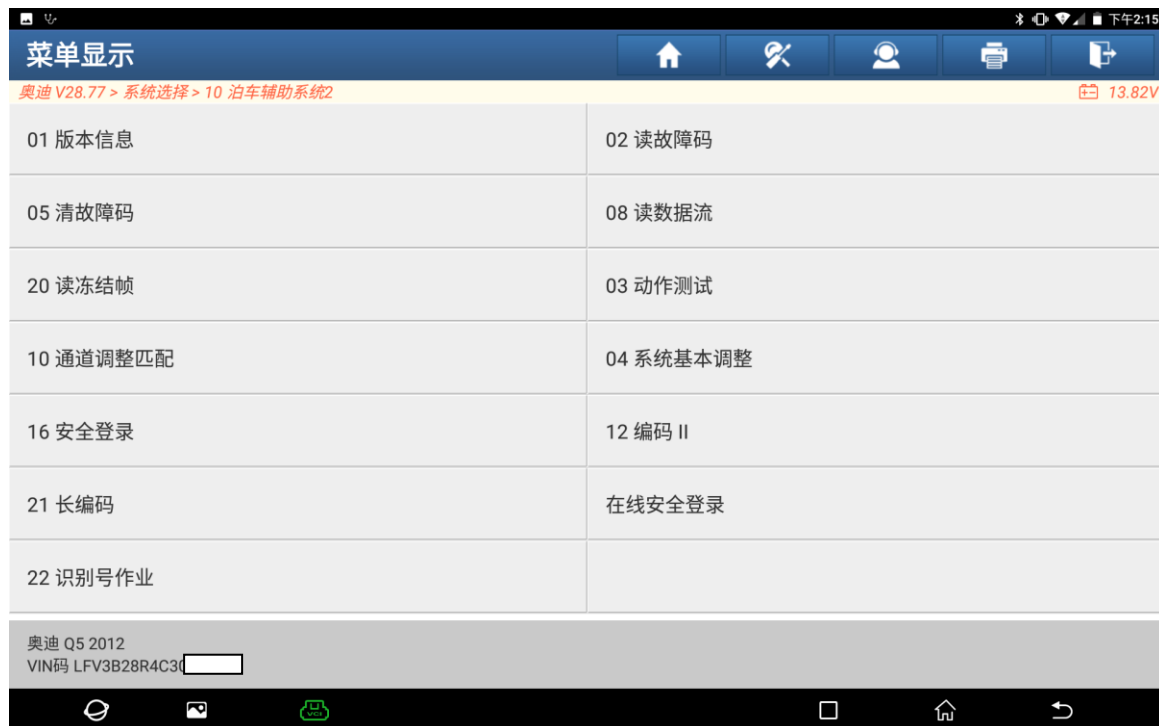 下午2:15
菜单显示
奥迪 V28.77 > 系统选择 > 10 泊车辅助系统2
13.82V
01 版本信息
02 读故障码
05 清故障码
08 读数据流
20 读冻结帧
03 动作测试
10 通道调整匹配
04 系统基本调整
16 安全登录
12 编码 II
21 长编码
在线安全登录
22 识别号作业
奥迪 Q5 2012
VIN码 LFV3B28R4C30
VCI